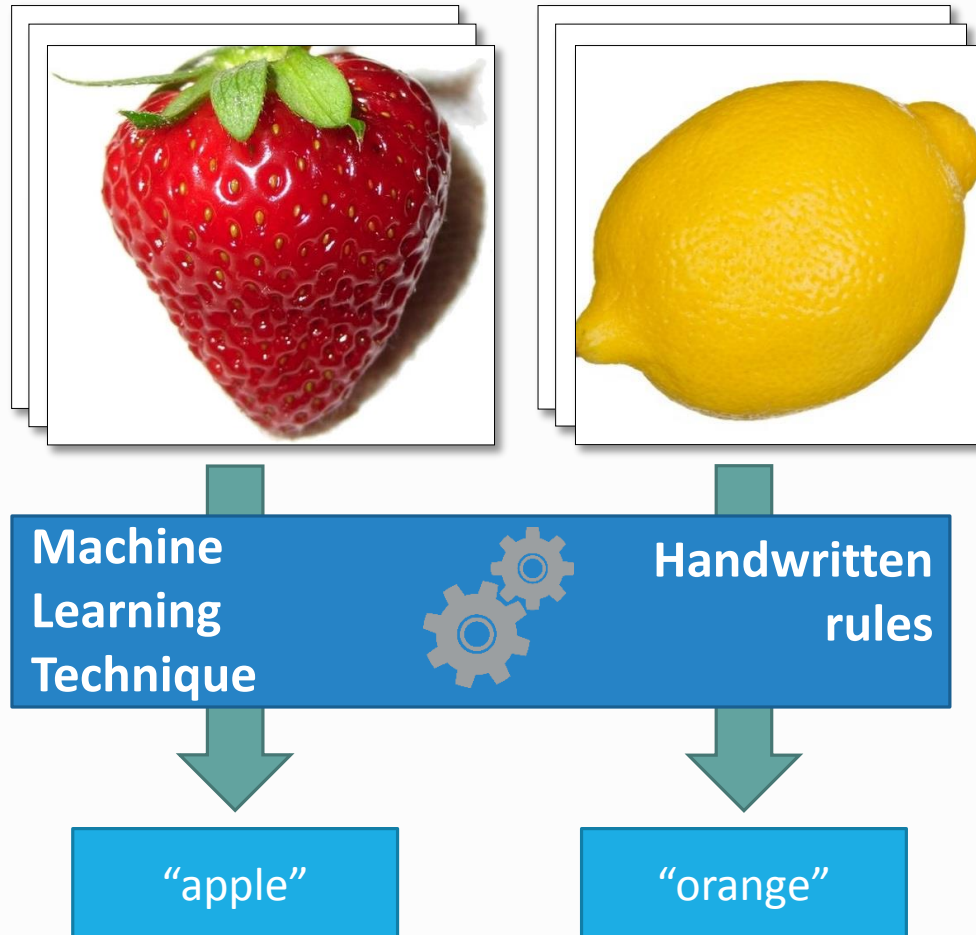 Machine
Learning
Technique
Handwritten
rules
“apple”
“orange”